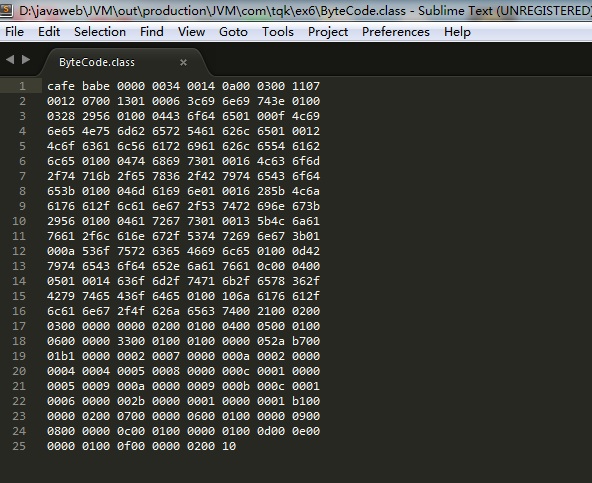 D:\javaweb\JVM\out\production\JVM\com\tqk\ex6\ByteCode.class - Sublime Text (UNREGISTERED)
File Edit Selection Find View Goto Tools Project Preferences Help
ByteCode.class ×
1 cafe babe 0000 0034 0014 0a00 0300 1107
2 0012 0700 1301 0006 3c69 6e69 743e 0100
3 0328 2956 0100 0443 6f64 6501 000f 4c69
4 6e65 4e75 6d62 6572 5461 626c 6501 0012
5 4c6f 6361 6c56 6172 6961 626c 6554 6162
6 6c65 0100 0474 6869 7301 0016 4c63 6f6d
7 2f74 716b 2f65 7836 2f42 7974 6543 6f64
8 653b 0100 046d 6169 6e01 0016 285b 4c6a
9 6176 612f 6c61 6e67 2f53 7472 696e 673b
10 2956 0100 0461 7267 7301 0013 5b4c 6a61
11 7661 2f6c 616e 672f 5374 7269 6e67 3b01
12 000a 536f 7572 6365 4669 6c65 0100 0d42
13 7974 6543 6f64 652e 6a61 7661 0c00 0400
14 0501 0014 636f 6d2f 7471 6b2f 6578 362f
15 4279 7465 436f 6465 0100 106a 6176 612f
16 6c61 6e67 2f4f 626a 6563 7400 2100 0200
17 0300 0000 0000 0200 0100 0400 0500 0100
18 0600 0000 3300 0100 0100 0000 052a b700
19 01b1 0000 0002 0007 0000 000a 0002 0000
20 0004 0004 0005 0008 0000 000c 0001 0000
21 0005 0009 000a 0000 0009 000b 000c 0001
22 0006 0000 002b 0000 0001 0000 0001 b100
23 0000 0200 0700 0000 0600 0100 0000 0900
24 0800 0000 0c00 0100 0000 0100 0d00 0e00
25 0000 0100 0f00 0000 0200 10